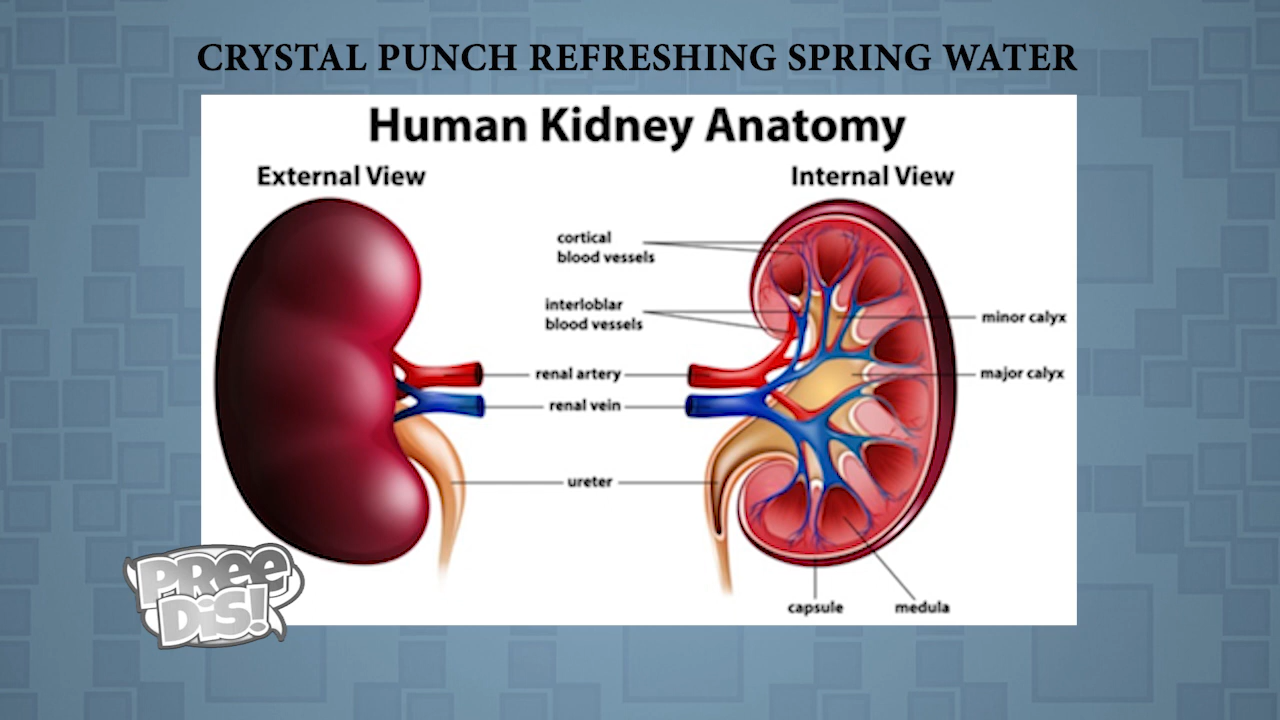 CRYSTAL PUNCH REFRESHING SPRING WATER
Human Kidney Anatomy
External View
Internal View
cortical
blood vessels
interloblar
blood vessels
minor calyx
renal artery
major calyx
renal vein
ureter
capsule
medula
PRee
DiS!